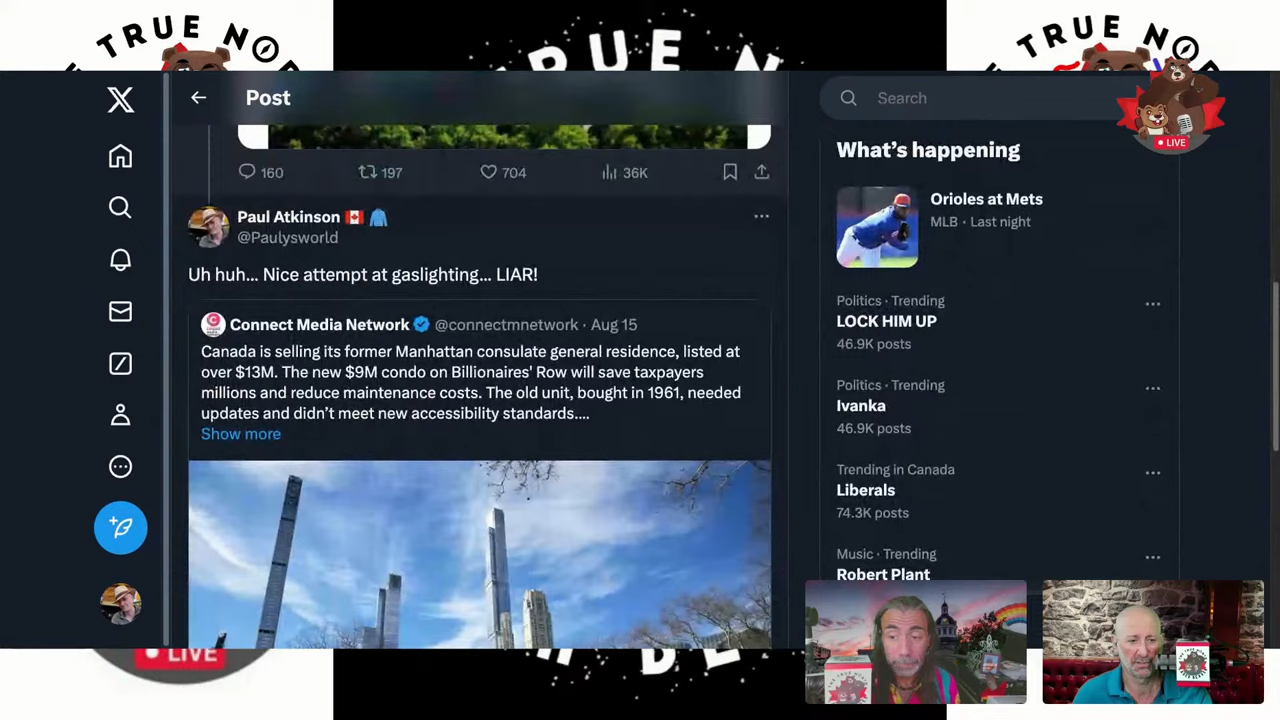 TRUE NO
RUE N
TRUE NO
Post
Search
LIVE
What's happening
160
197
704
36K
Orioles at Mets
MLB · Last night
Paul Atkinson
@Paulysworld
Uh huh... Nice attempt at gaslighting... LIAR!
Politics · Trending
LOCK HIM UP
46.9K posts
Connect Media Network @connectmnetwork · Aug 15
Canada is selling its former Manhattan consulate general residence, listed at
over $13M. The new $9M condo on Billionaires' Row will save taxpayers
millions and reduce maintenance costs. The old unit, bought in 1961, needed
updates and didn't meet new accessibility standards....
Show more
Politics · Trending
Ivanka
46.9K posts
Trending in Canada
Liberals
74.3K posts
Music · Trending
Robert Plant
LIVE